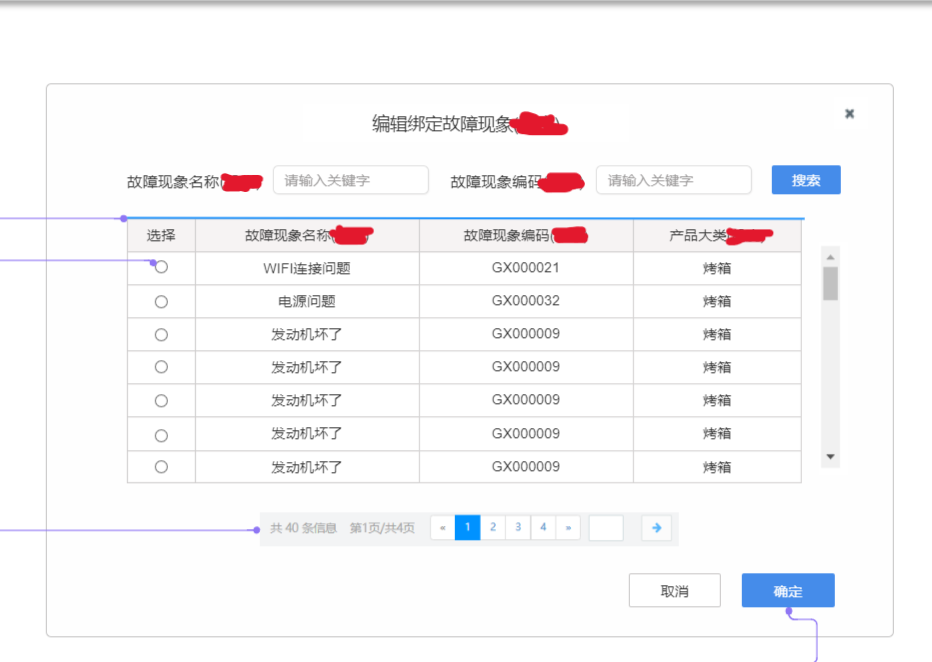 编辑绑定故障现象
故障现象名称 请输入关键字 故障现象编码 请输入关键字 搜索
选择 故障现象名称 故障现象编码 产品大类
WIFI连接问题 GX000021 烤箱
电源问题 GX000032 烤箱
发动机坏了 GX000009 烤箱
发动机坏了 GX000009 烤箱
发动机坏了 GX000009 烤箱
发动机坏了 GX000009 烤箱
发动机坏了 GX000009 烤箱
共 40 条信息 第1页/共4页 « 1 2 3 4 »
取消 确定